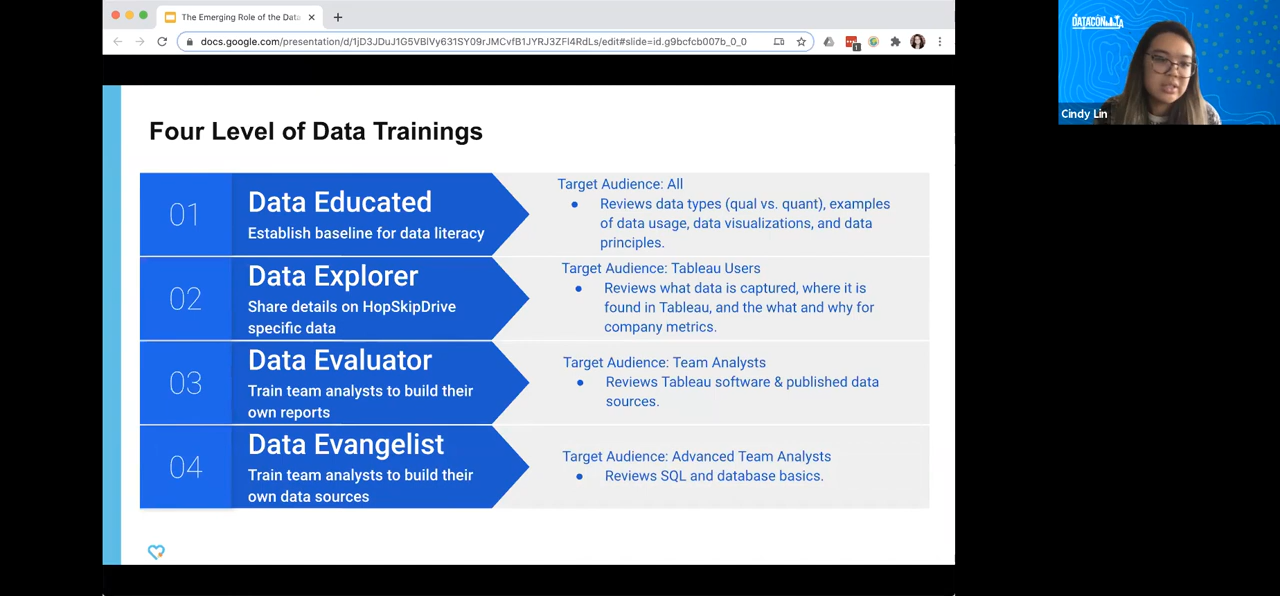 The Emerging Role of the Data
docs.google.com/presentation/d/1jD3JDuJ1G5VBlVy631SY09rJMCvfB1JYRJ3ZFl4RdLs/edit#slide=id.g9bcfcb007b_0_0
1
DATACON LA
Cindy Lin
Four Level of Data Trainings
01
Data Educated
Establish baseline for data literacy
Target Audience: All
● Reviews data types (qual vs. quant), examples
of data usage, data visualizations, and data
principles.
02
Data Explorer
Share details on HopSkipDrive
specific data
Target Audience: Tableau Users
● Reviews what data is captured, where it is
found in Tableau, and the what and why for
company metrics.
03
Data Evaluator
Train team analysts to build their
own reports
Target Audience: Team Analysts
● Reviews Tableau software & published data
sources.
04
Data Evangelist
Train team analysts to build their
own data sources
Target Audience: Advanced Team Analysts
● Reviews SQL and database basics.